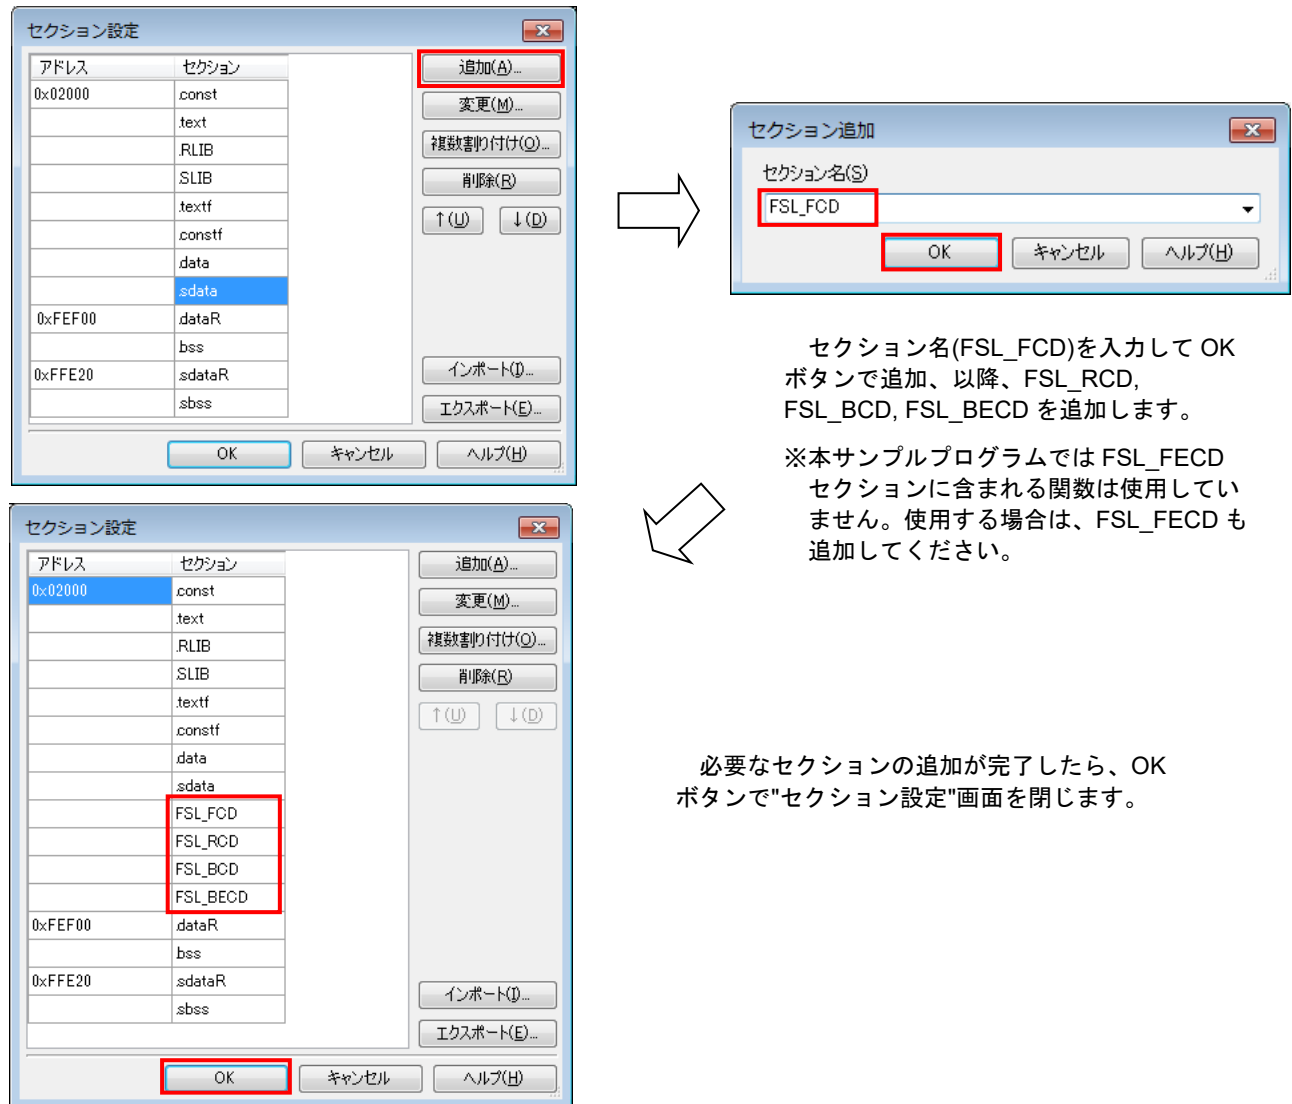 セクション設定
アドレス セクション
0x02000 .const
.text
.RLIB
.SLIB
.textf
.constf
.data
.sdata
0xFEF00 .dataR
.bss
0xFFE20 .sdataR
.sbss
追加(A)...
変更(M)...
複数割り付け(O)...
削除(R)
↑(U) ↓(D)
インポート(I)...
エクスポート(E)...
OK キャンセル ヘルプ(H)
セクション追加
セクション名(S)
FSL_FCD
OK キャンセル ヘルプ(H)
セクション名(FSL_FCD)を入力して OK
ボタンで追加、以降、FSL_RCD,
FSL_BCD, FSL_BECD を追加します。
※本サンプルプログラムでは FSL_FECD
セクションに含まれる関数は使用してい
ません。使用する場合は、FSL_FECD も
追加してください。
セクション設定
アドレス セクション
0x02000 .const
.text
.RLIB
.SLIB
.textf
.constf
.data
.sdata
FSL_FCD
FSL_RCD
FSL_BCD
FSL_BECD
0xFEF00 .dataR
.bss
0xFFE20 .sdataR
.sbss
追加(A)...
変更(M)...
複数割り付け(O)...
削除(R)
↑(U) ↓(D)
インポート(I)...
エクスポート(E)...
OK キャンセル ヘルプ(H)
必要なセクションの追加が完了したら、OK
ボタンで"セクション設定"画面を閉じます。